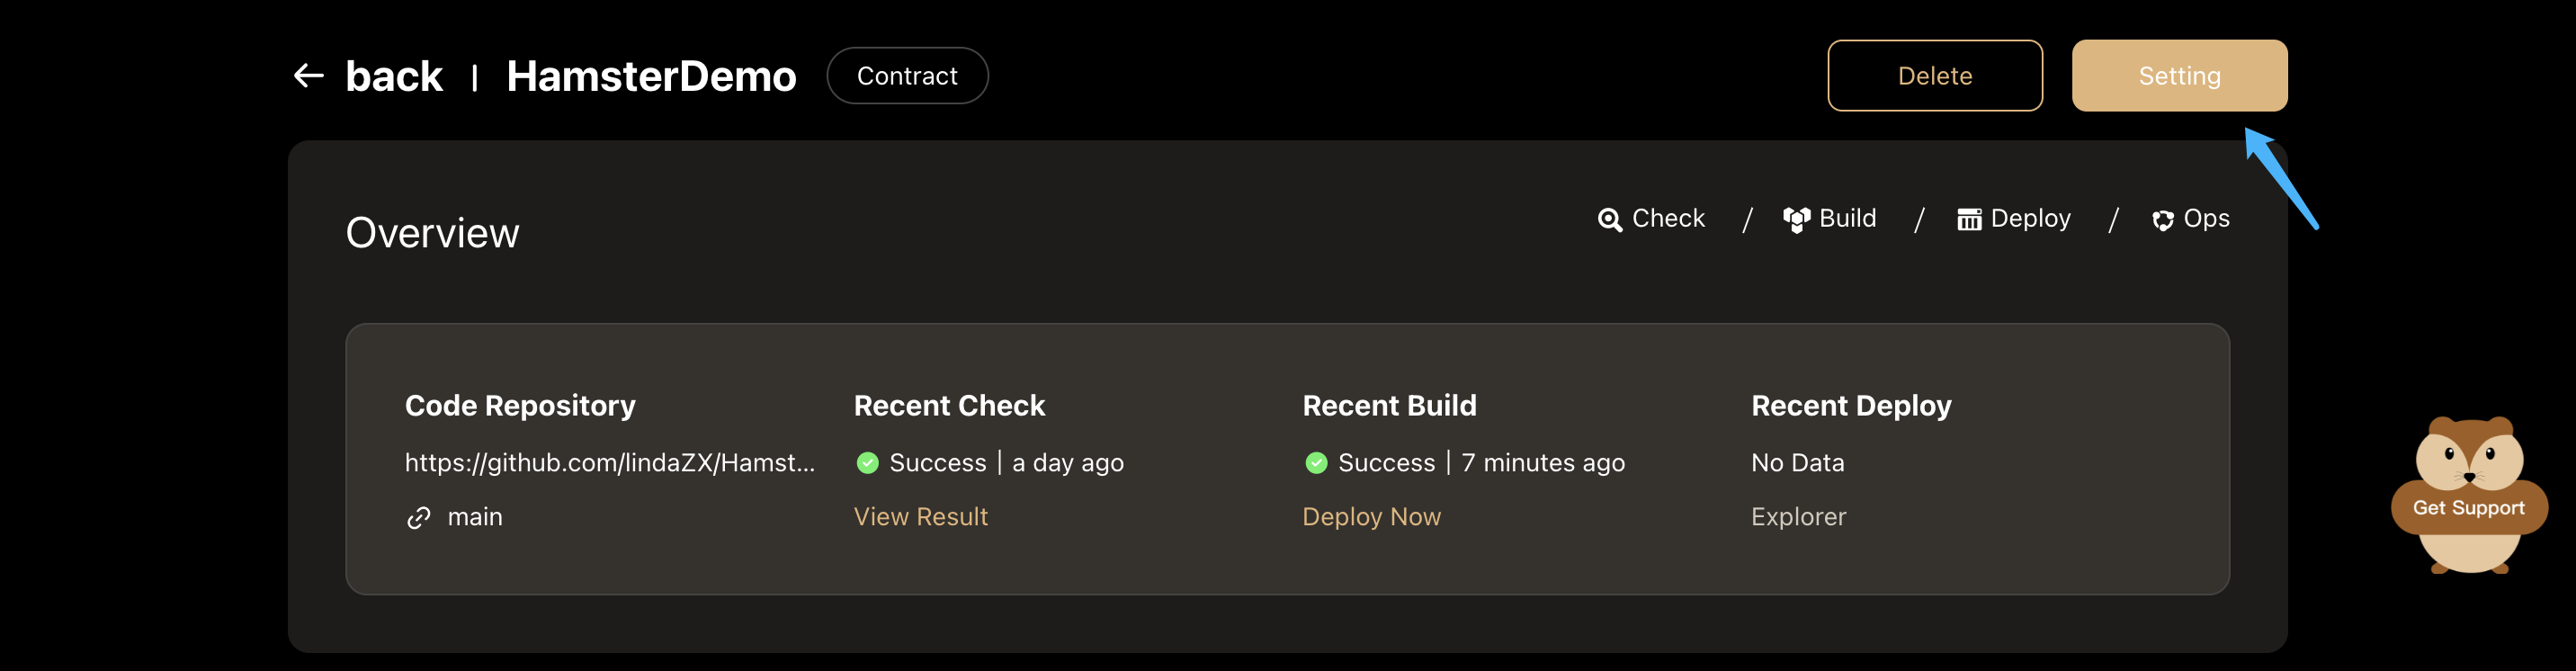 back | HamsterDemo Contract Delete Setting
Overview
Check / Build / Deploy / Ops
Code Repository
https://github.com/lindaZX/Hamst...
main
Recent Check
Success | a day ago
View Result
Recent Build
Success | 7 minutes ago
Deploy Now
Recent Deploy
No Data
Explorer
Get Support